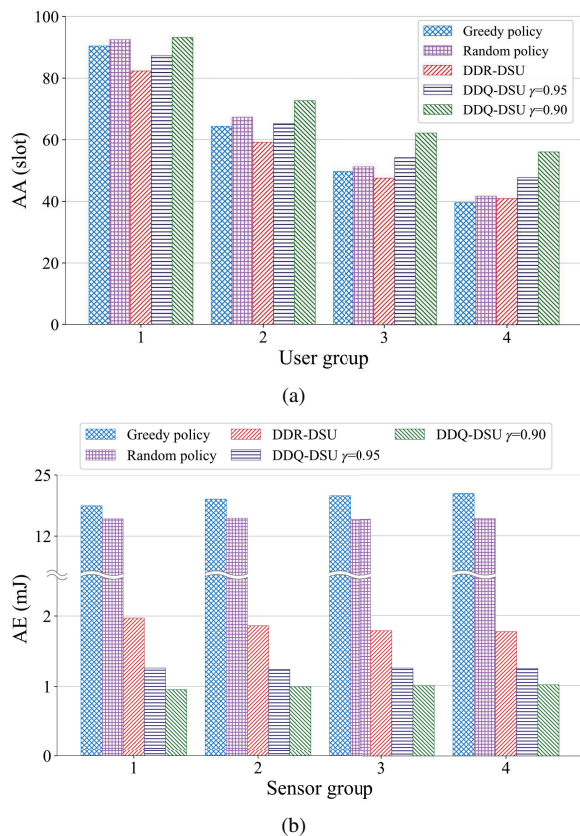 100
80
60
40
20
0
AA (slot)
Greedy policy
Random policy
DDR-DSU
DDQ-DSU γ=0.95
DDQ-DSU γ=0.90
1 2 3 4
User group
(a)
Greedy policy DDR-DSU DDQ-DSU γ=0.90
Random policy DDQ-DSU γ=0.95
25
12
2
1
0
AE (mJ)
1 2 3 4
Sensor group
(b)